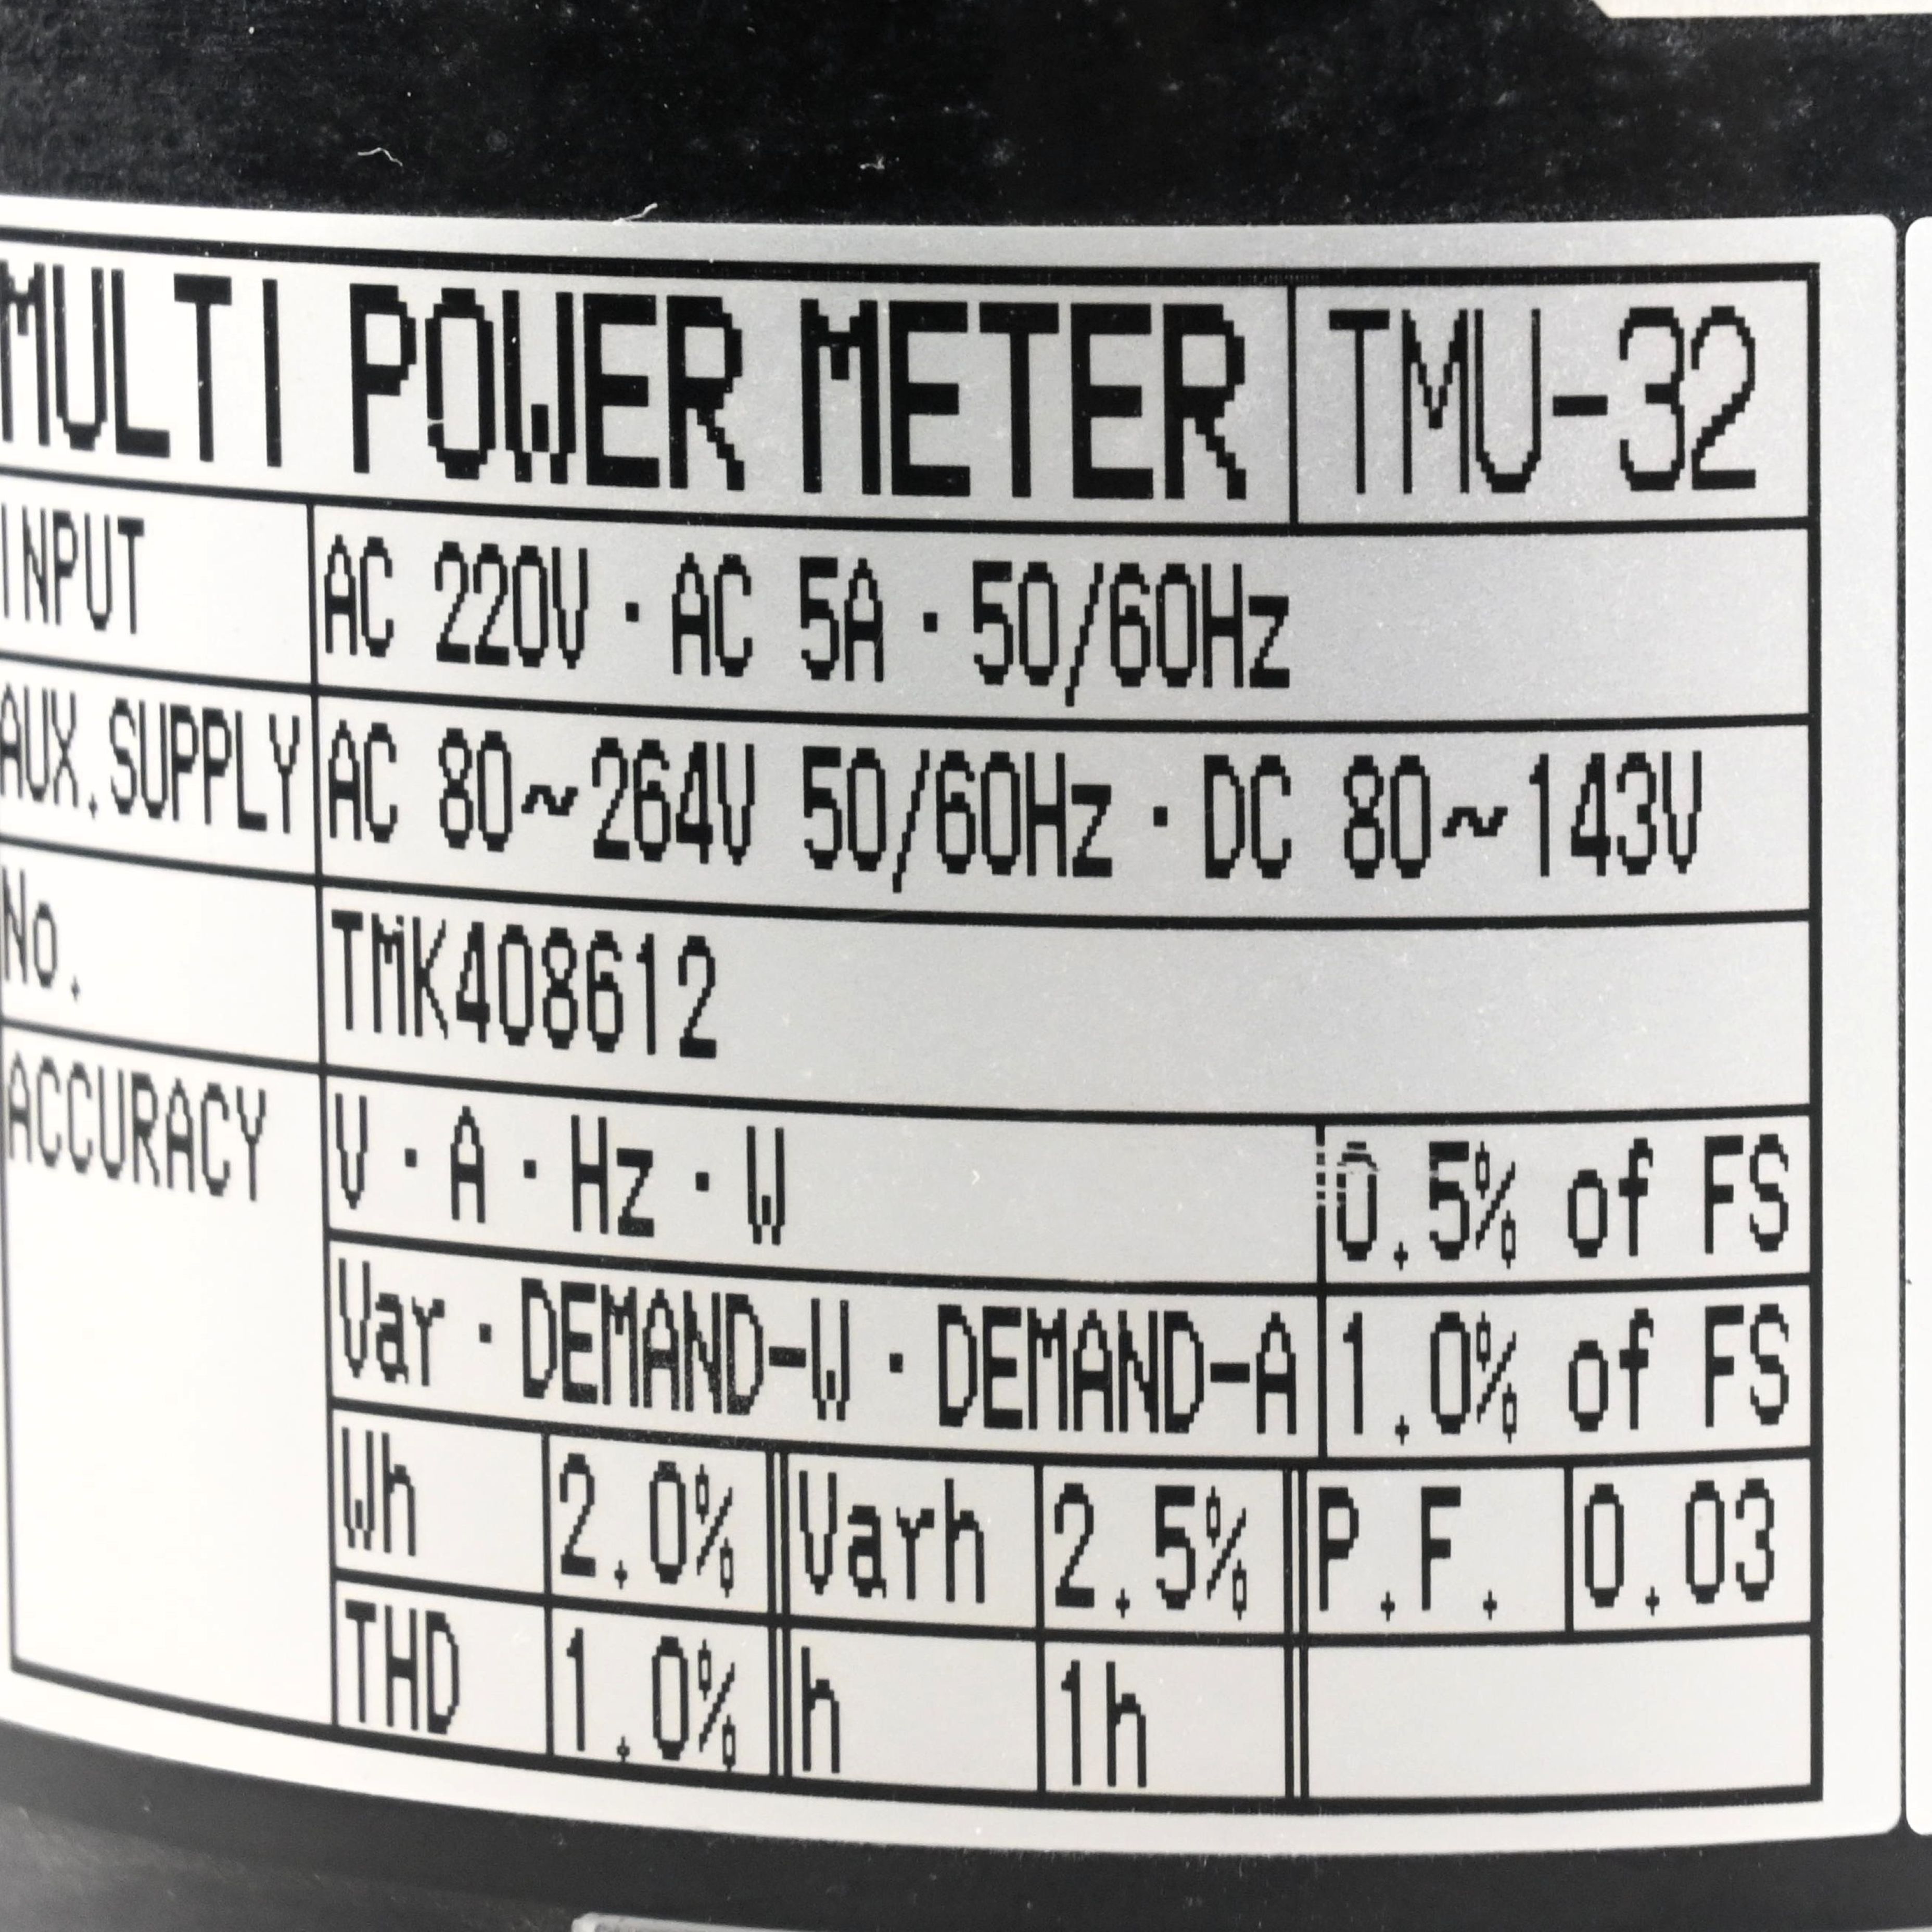 MULTI POWER METER TMU-32
INPUT AC 220V · AC 5A · 50/60Hz
AUX.SUPPLY AC 80~264V 50/60Hz · DC 80~143V
No. TMK408612
ACCURACY V · A · Hz · W 0.5% of FS
Var · DEMAND-W · DEMAND-A 1.0% of FS
Wh 2.0% Varh 2.5% P.F. 0.03
THD 1.0% h 1h